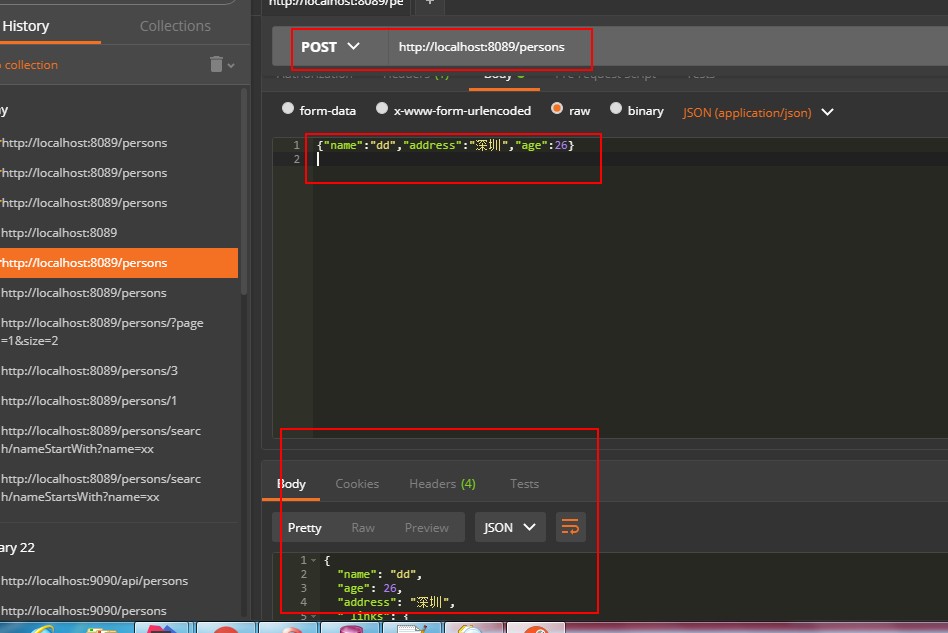 http://localhost:8089/pe
+
History
Collections
collection
POST
http://localhost:8089/persons
Authorization
Headers (1)
Body
Pre-request Script
Tests
form-data
x-www-form-urlencoded
raw
binary
JSON (application/json)
1 {"name":"dd","address":"深圳","age":26}
2
ay
http://localhost:8089/persons
http://localhost:8089/persons
http://localhost:8089/persons
http://localhost:8089
http://localhost:8089/persons
http://localhost:8089/persons
http://localhost:8089/persons/?page
=1&size=2
http://localhost:8089/persons/3
http://localhost:8089/persons/1
http://localhost:8089/persons/searc
h/nameStartWith?name=xx
http://localhost:8089/persons/searc
h/nameStartsWith?name=xx
ary 22
http://localhost:9090/api/persons
http://localhost:9090/persons
Body
Cookies
Headers (4)
Tests
Pretty
Raw
Preview
JSON
1 {
2 "name": "dd",
3 "age": 26,
4 "address": "深圳",
5 "_links": {